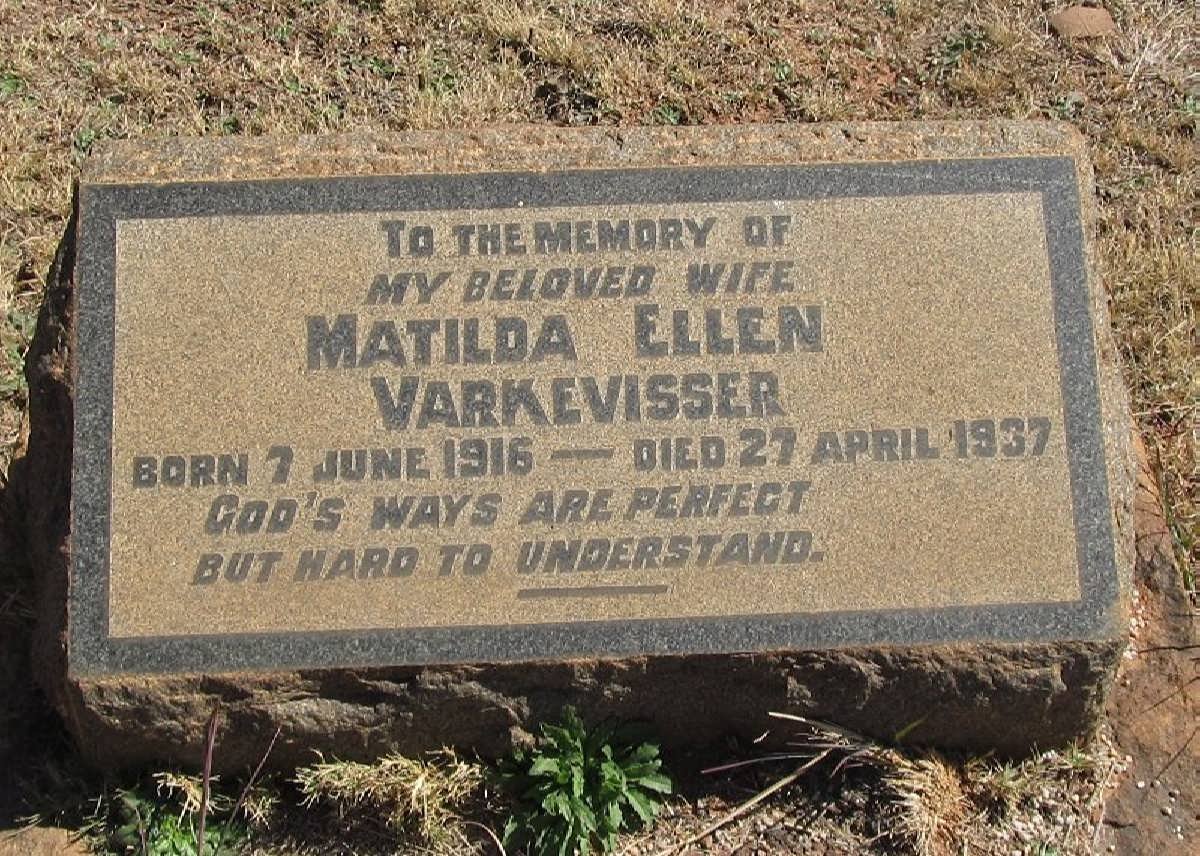 TO THE MEMORY OF
MY BELOVED WIFE
MATILDA ELLEN
VARKEVISSER
BORN 7 JUNE 1916 — DIED 27 APRIL 1937
GOD'S WAYS ARE PERFECT
BUT HARD TO UNDERSTAND.